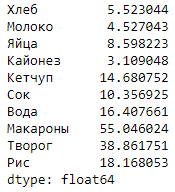 Хлеб 5.523044
Молоко 4.527043
Яйца 8.598223
Кайонез 3.109048
Кетчуп 14.680752
Сок 10.356925
Вода 16.407661
Макароны 55.046024
Творог 38.861751
Рис 18.168053
dtype: float64